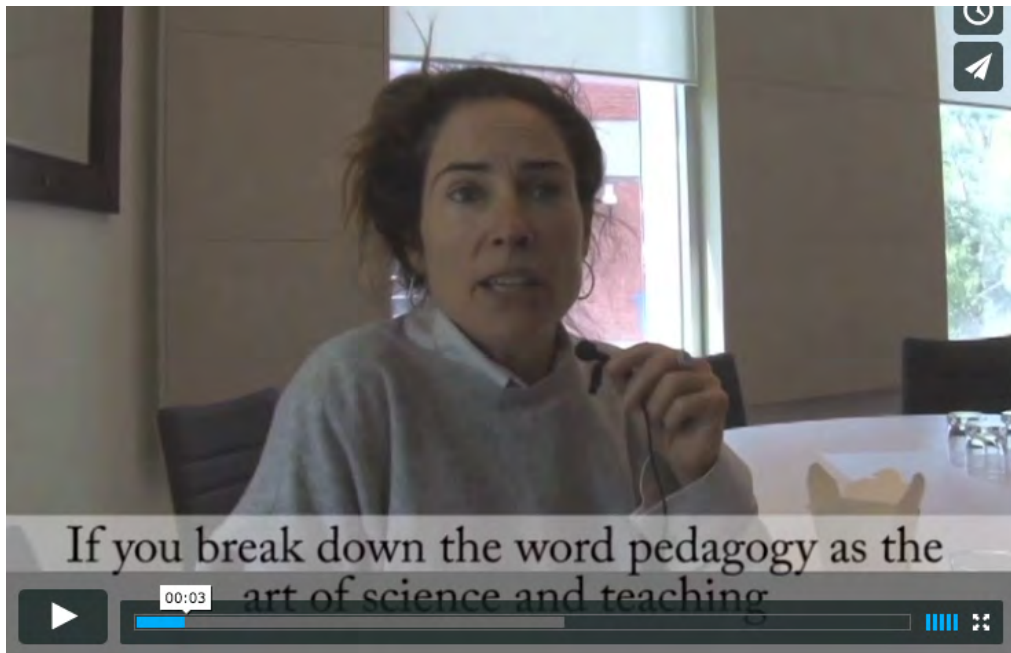 If you break down the word pedagogy as the
art of science and teaching
00:03